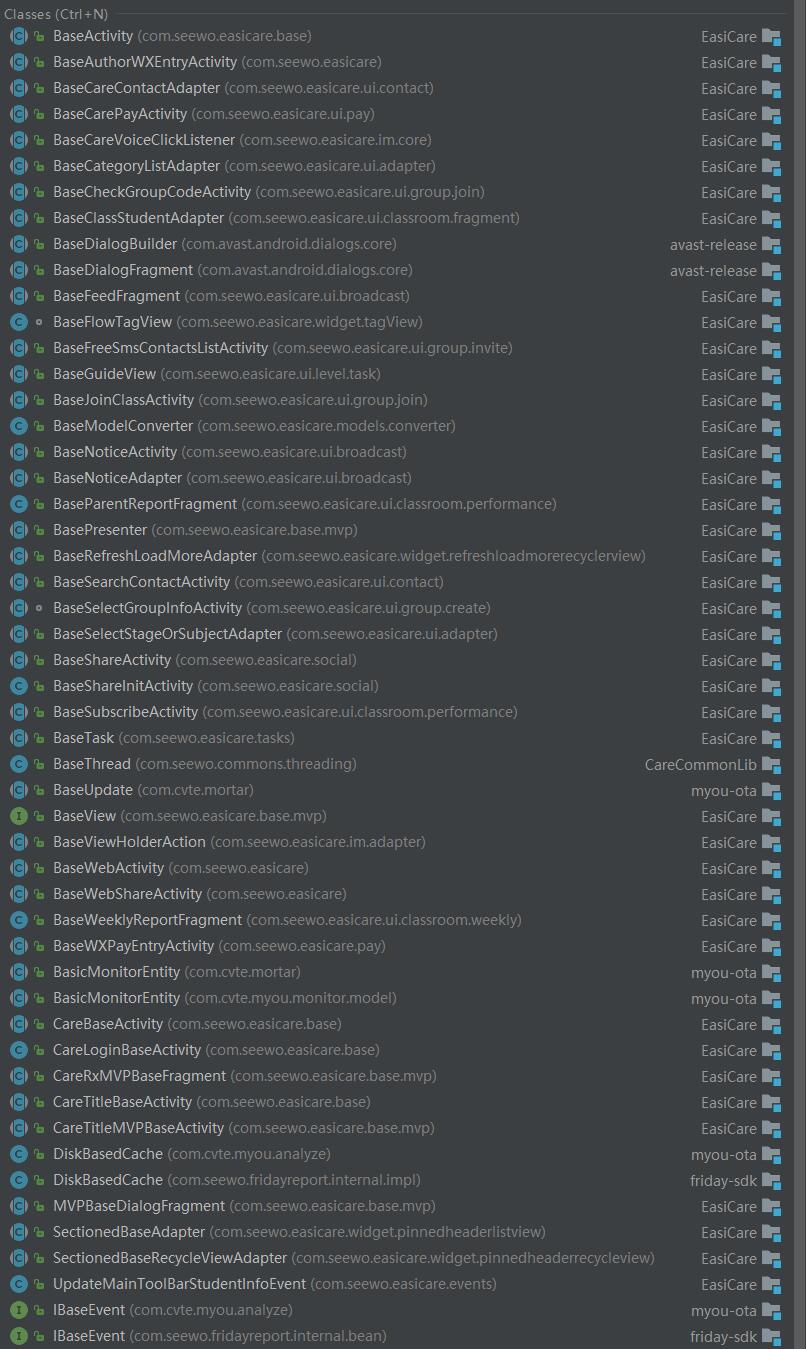 Classes (Ctrl+N)
BaseActivity (com.seewo.easicare.base) EasiCare
BaseAuthorWXEntryActivity (com.seewo.easicare) EasiCare
BaseCareContactAdapter (com.seewo.easicare.ui.contact) EasiCare
BaseCarePayActivity (com.seewo.easicare.ui.pay) EasiCare
BaseCareVoiceClickListener (com.seewo.easicare.im.core) EasiCare
BaseCategoryListAdapter (com.seewo.easicare.ui.adapter) EasiCare
BaseCheckGroupCodeActivity (com.seewo.easicare.ui.group.join) EasiCare
BaseClassStudentAdapter (com.seewo.easicare.ui.classroom.fragment) EasiCare
BaseDialogBuilder (com.avast.android.dialogs.core) avast-release
BaseDialogFragment (com.avast.android.dialogs.core) avast-release
BaseFeedFragment (com.seewo.easicare.ui.broadcast) EasiCare
BaseFlowTagView (com.seewo.easicare.widget.tagView) EasiCare
BaseFreeSmsContactsListActivity (com.seewo.easicare.ui.group.invite) EasiCare
BaseGuideView (com.seewo.easicare.ui.level.task) EasiCare
BaseJoinClassActivity (com.seewo.easicare.ui.group.join) EasiCare
BaseModelConverter (com.seewo.easicare.models.converter) EasiCare
BaseNoticeActivity (com.seewo.easicare.ui.broadcast) EasiCare
BaseNoticeAdapter (com.seewo.easicare.ui.broadcast) EasiCare
BaseParentReportFragment (com.seewo.easicare.ui.classroom.performance) EasiCare
BasePresenter (com.seewo.easicare.base.mvp) EasiCare
BaseRefreshLoadMoreAdapter (com.seewo.easicare.widget.refreshloadmorerecyclerview) EasiCare
BaseSearchContactActivity (com.seewo.easicare.ui.contact) EasiCare
BaseSelectGroupInfoActivity (com.seewo.easicare.ui.group.create) EasiCare
BaseSelectStageOrSubjectAdapter (com.seewo.easicare.ui.adapter) EasiCare
BaseShareActivity (com.seewo.easicare.social) EasiCare
BaseShareInitActivity (com.seewo.easicare.social) EasiCare
BaseSubscribeActivity (com.seewo.easicare.ui.classroom.performance) EasiCare
BaseTask (com.seewo.easicare.tasks) EasiCare
BaseThread (com.seewo.commons.threading) CareCommonLib
BaseUpdate (com.cvte.mortar) myou-ota
BaseView (com.seewo.easicare.base.mvp) EasiCare
BaseViewHolderAction (com.seewo.easicare.im.adapter) EasiCare
BaseWebActivity (com.seewo.easicare) EasiCare
BaseWebShareActivity (com.seewo.easicare) EasiCare
BaseWeeklyReportFragment (com.seewo.easicare.ui.classroom.weekly) EasiCare
BaseWXPayEntryActivity (com.seewo.easicare.pay) EasiCare
BasicMonitorEntity (com.cvte.mortar) myou-ota
BasicMonitorEntity (com.cvte.myou.monitor.model) myou-ota
CareBaseActivity (com.seewo.easicare.base) EasiCare
CareLoginBaseActivity (com.seewo.easicare.base) EasiCare
CareRxMVPBaseFragment (com.seewo.easicare.base.mvp) EasiCare
CareTitleBaseActivity (com.seewo.easicare.base) EasiCare
CareTitleMVPBaseActivity (com.seewo.easicare.base.mvp) EasiCare
DiskBasedCache (com.cvte.myou.analyze) myou-ota
DiskBasedCache (com.seewo.fridayreport.internal.impl) friday-sdk
MVPBaseDialogFragment (com.seewo.easicare.base.mvp) EasiCare
SectionedBaseAdapter (com.seewo.easicare.widget.pinnedheaderlistview) EasiCare
SectionedBaseRecycleViewAdapter (com.seewo.easicare.widget.pinnedheaderrecycleview) EasiCare
UpdateMainToolBarStudentInfoEvent (com.seewo.easicare.events) EasiCare
IBaseEvent (com.cvte.myou.analyze) myou-ota
IBaseEvent (com.seewo.fridayreport.internal.bean) friday-sdk